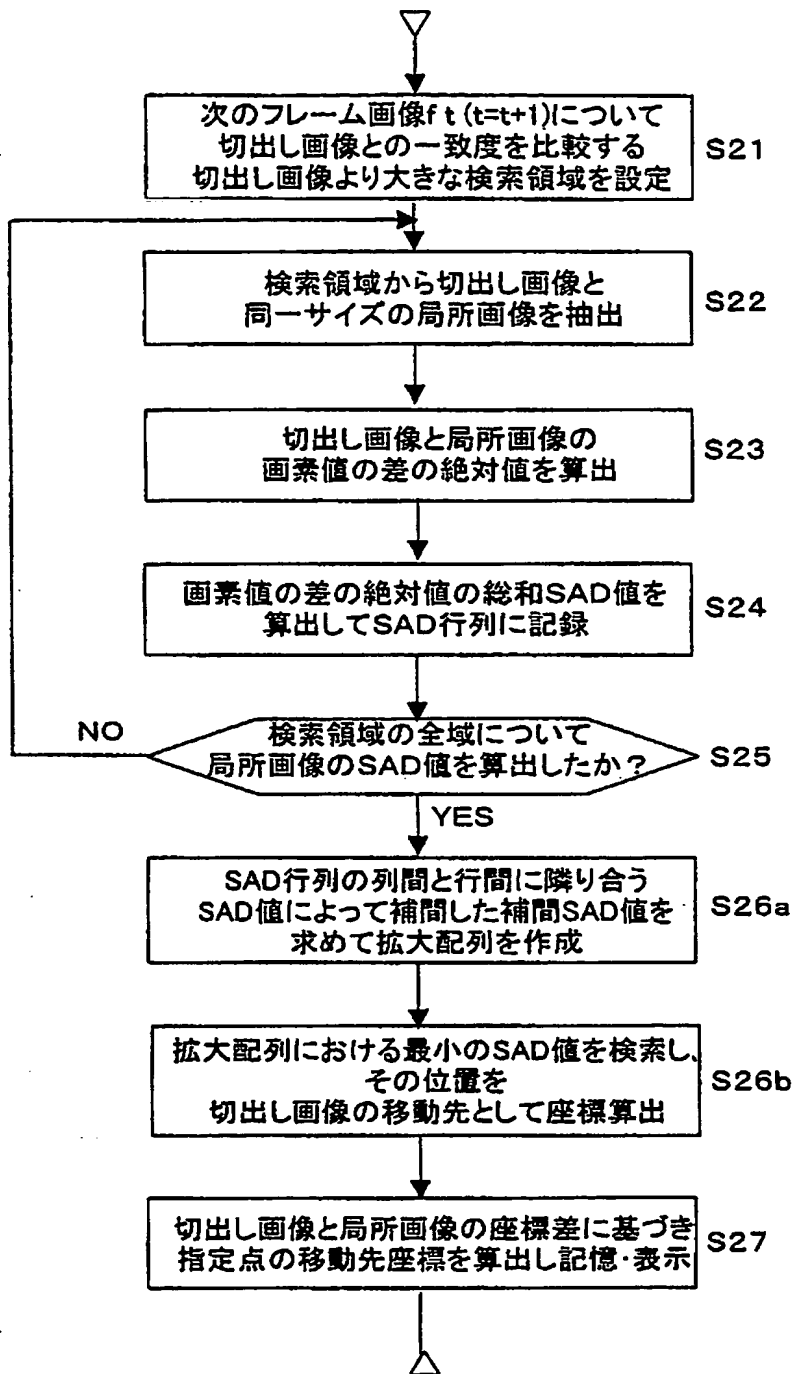 次のフレーム画像f t (t=t+1)について
切出し画像との一致度を比較する
切出し画像より大きな検索領域を設定
S21
検索領域から切出し画像と
同一サイズの局所画像を抽出
S22
切出し画像と局所画像の
画素値の差の絶対値を算出
S23
画素値の差の絶対値の総和SAD値を
算出してSAD行列に記録
S24
NO
検索領域の全域について
局所画像のSAD値を算出したか?
S25
YES
SAD行列の列間と行間に隣り合う
SAD値によって補間した補間SAD値を
求めて拡大配列を作成
S26a
拡大配列における最小のSAD値を検索し、
その位置を
切出し画像の移動先として座標算出
S26b
切出し画像と局所画像の座標差に基づき
指定点の移動先座標を算出し記憶・表示
S27